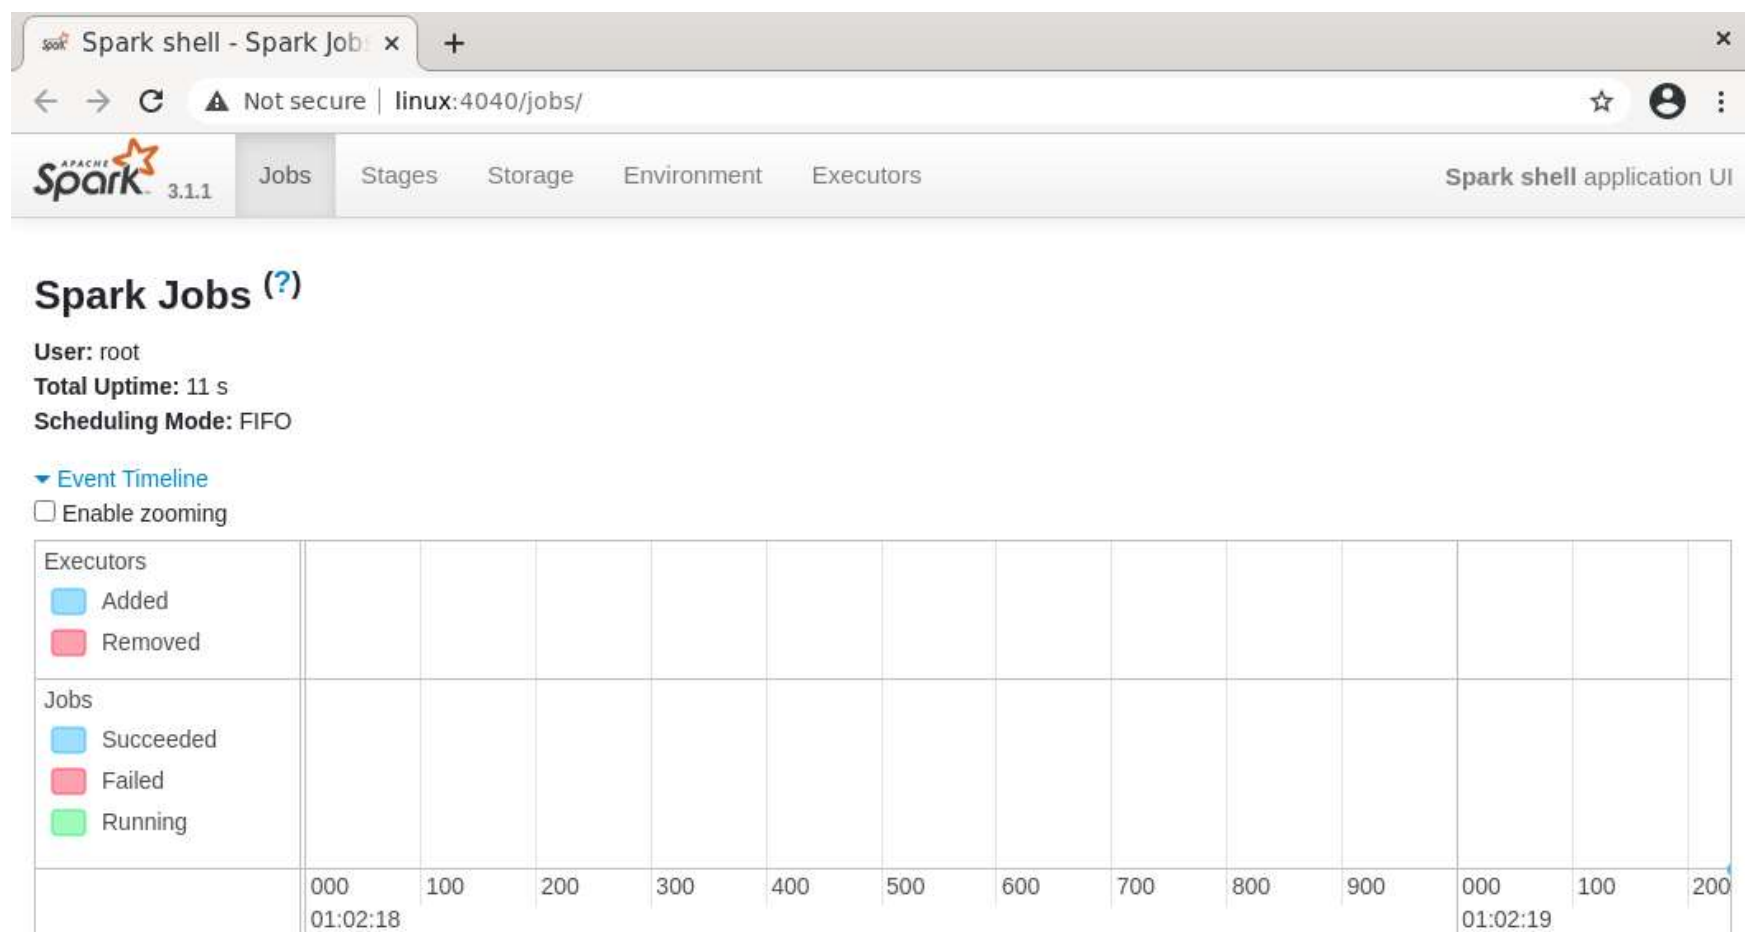 Spark shell - Spark Job
Not secure | linux:4040/jobs/
APACHE
Spark 3.1.1
Jobs Stages Storage Environment Executors Spark shell application UI
Spark Jobs (?)
User: root
Total Uptime: 11 s
Scheduling Mode: FIFO
Event Timeline
Enable zooming
Executors
Added
Removed
Jobs
Succeeded
Failed
Running
000 100 200 300 400 500 600 700 800 900 000 100 200
01:02:18 01:02:19